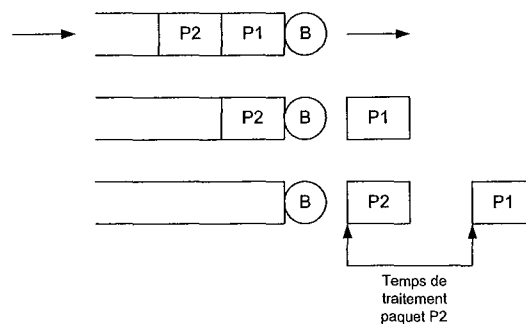 P2 P1 B
P2 B P1
B P2 P1
Temps de
traitement
paquet P2